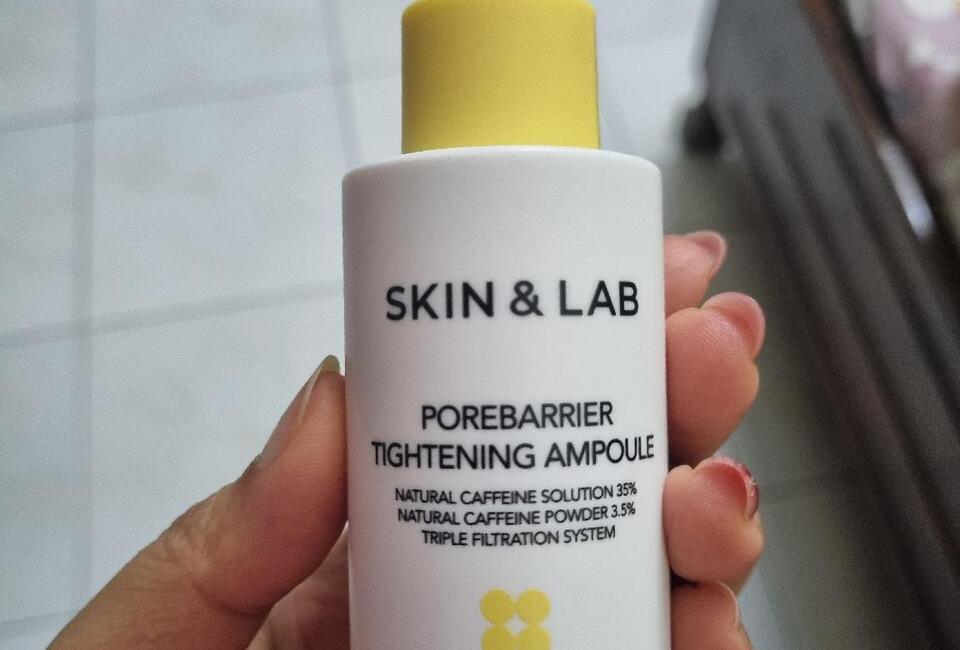 SKIN & LAB
POREBARRIER
TIGHTENING AMPOULE
NATURAL CAFFEINE SOLUTION 35%
NATURAL CAFFEINE POWDER 3.5%
TRIPLE FILTRATION SYSTEM